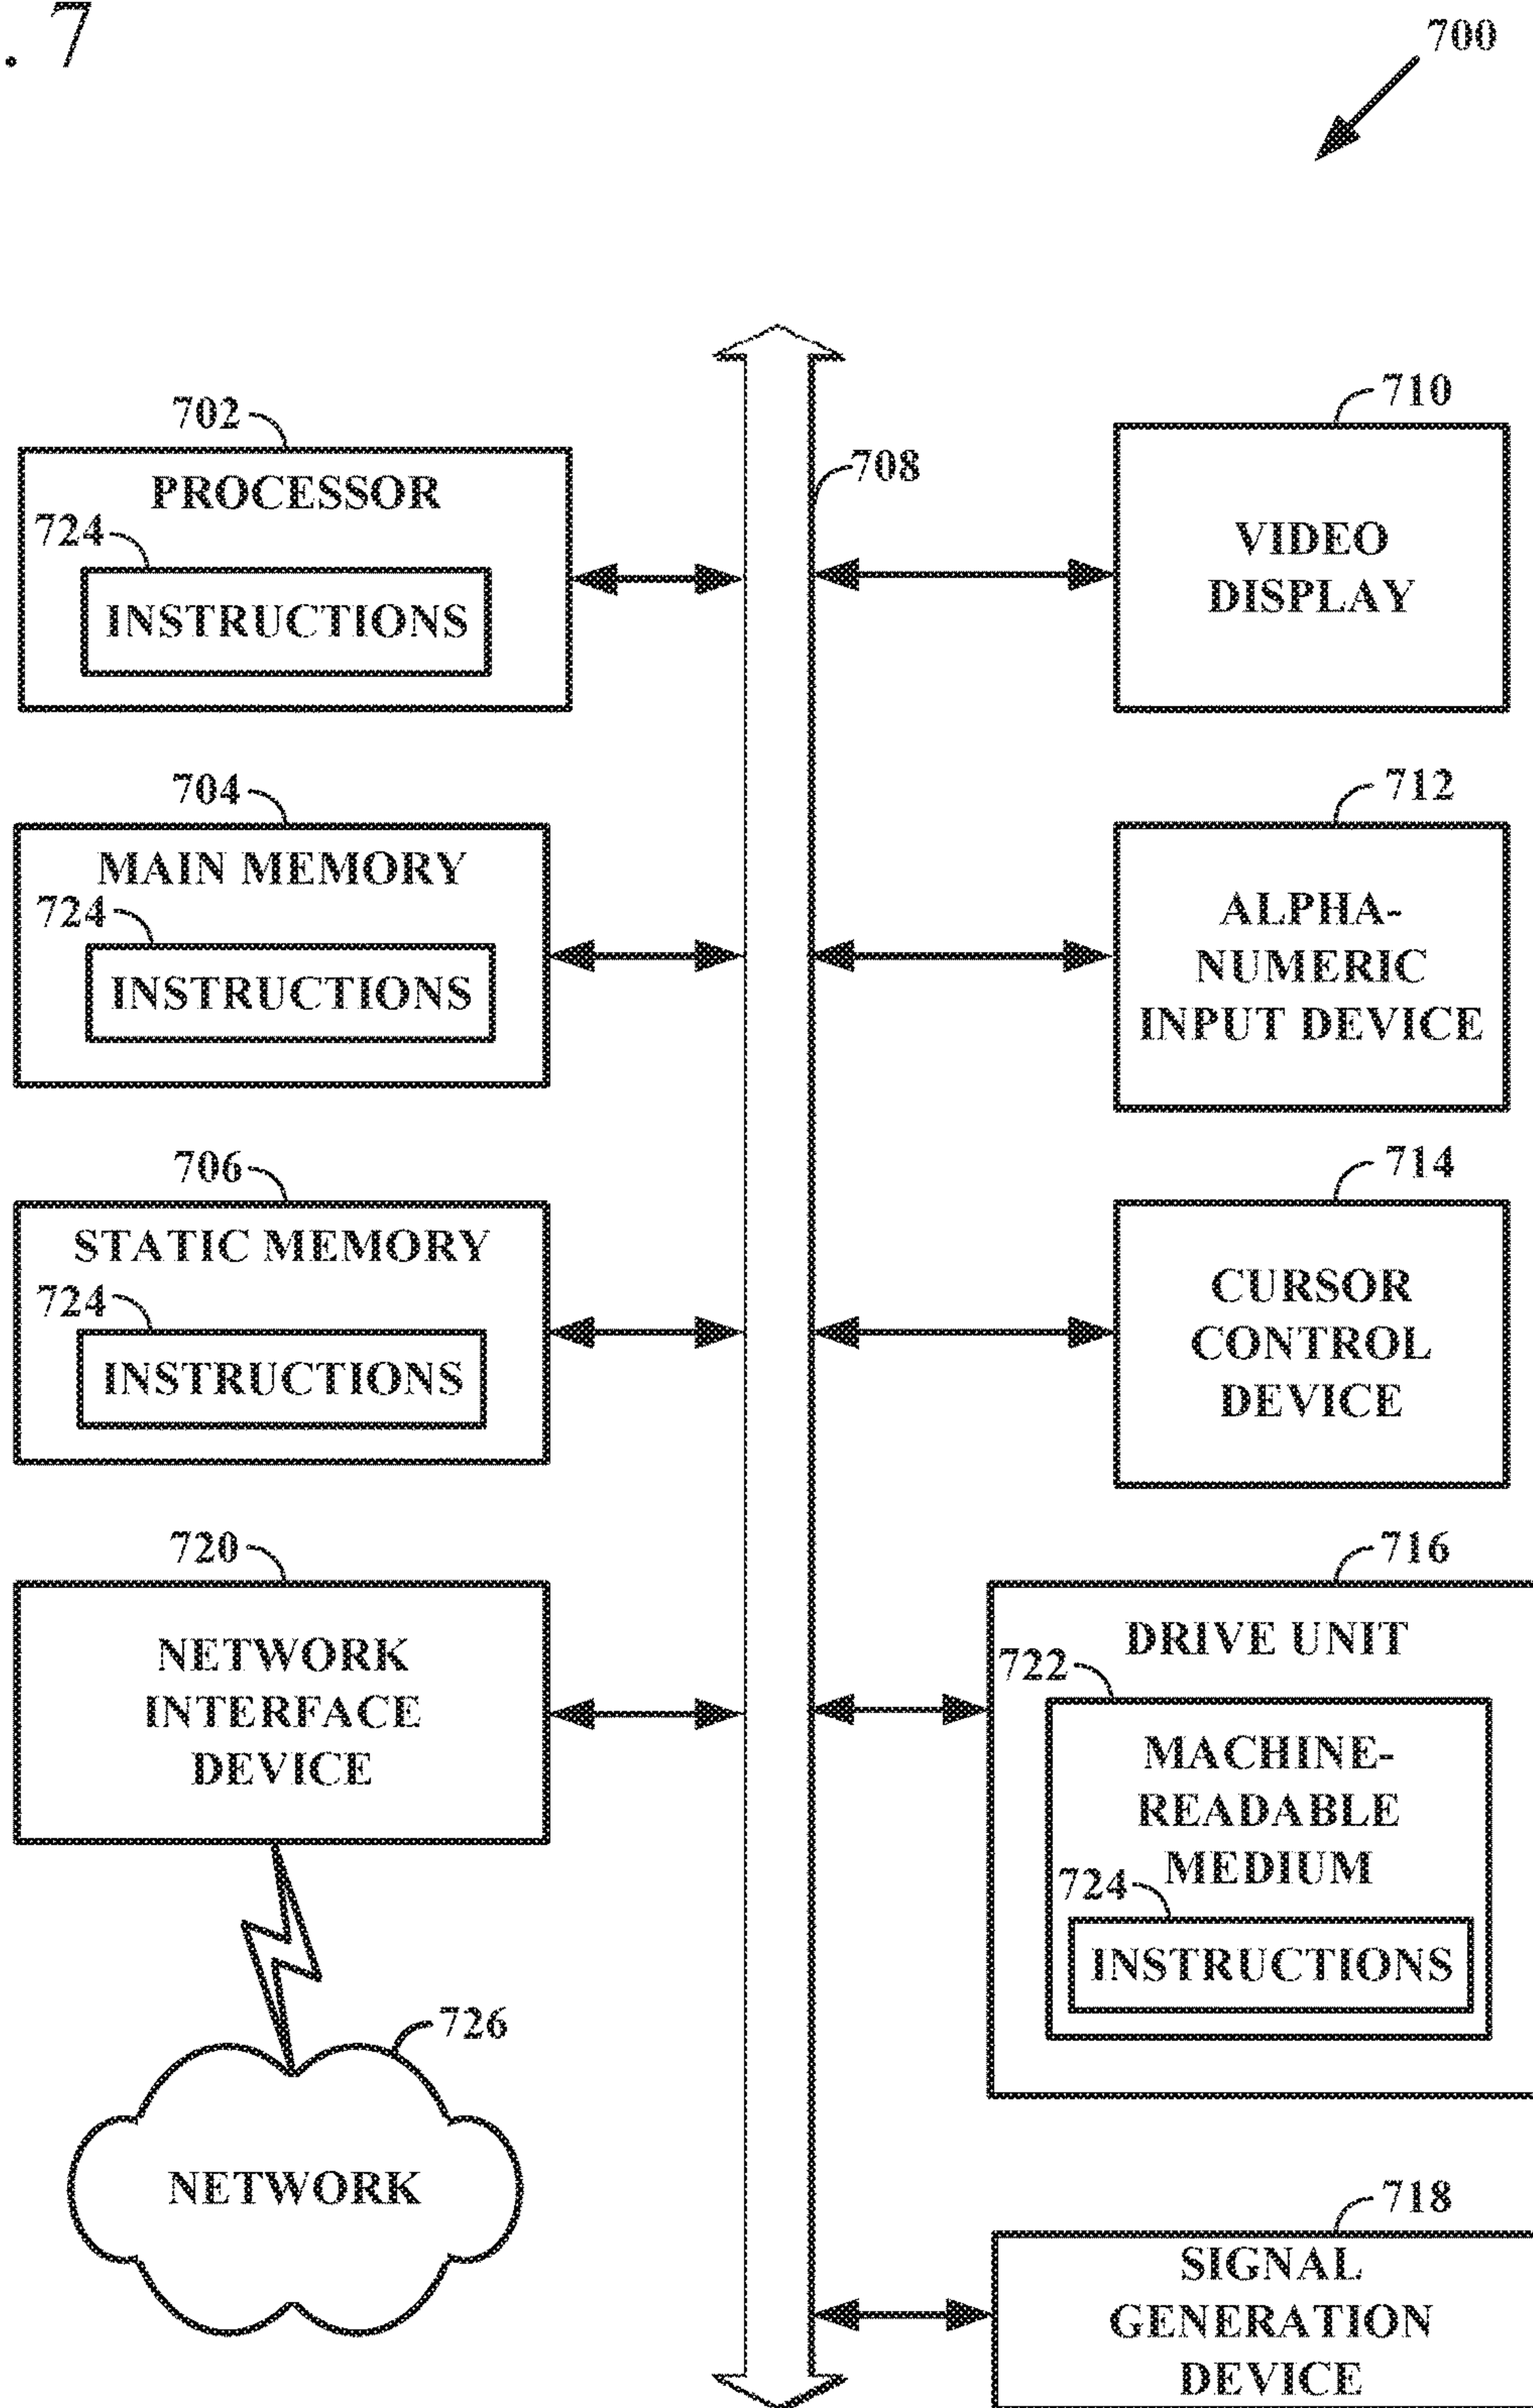 . 7
700
702
PROCESSOR
724
INSTRUCTIONS
704
MAIN MEMORY
724
INSTRUCTIONS
706
STATIC MEMORY
724
INSTRUCTIONS
720
NETWORK
INTERFACE
DEVICE
726
NETWORK
708
710
VIDEO
DISPLAY
712
ALPHA-
NUMERIC
INPUT DEVICE
714
CURSOR
CONTROL
DEVICE
716
DRIVE UNIT
722
MACHINE-
READABLE
MEDIUM
724
INSTRUCTIONS
718
SIGNAL
GENERATION
DEVICE